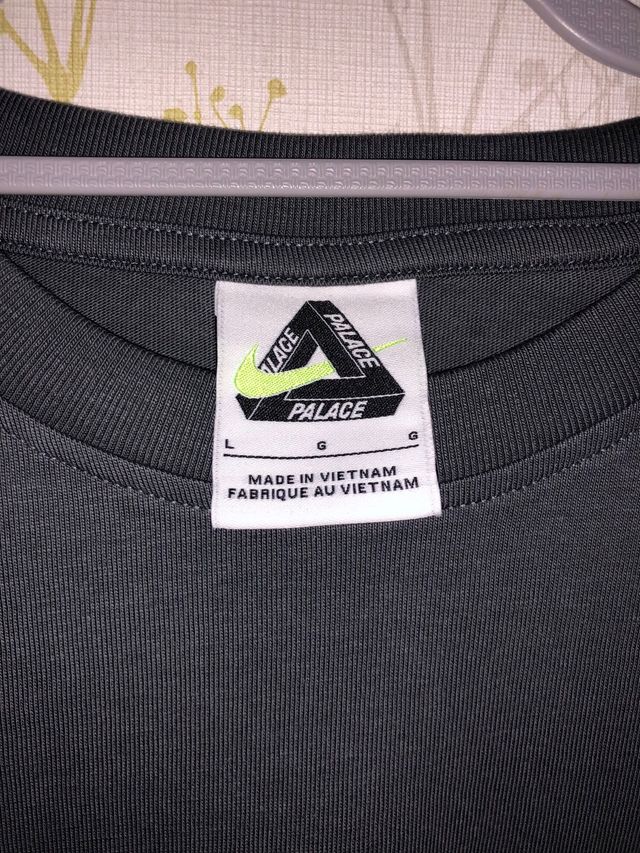 PALACE
PALACE
PALACE
L G G
MADE IN VIETNAM
FABRIQUE AU VIETNAM